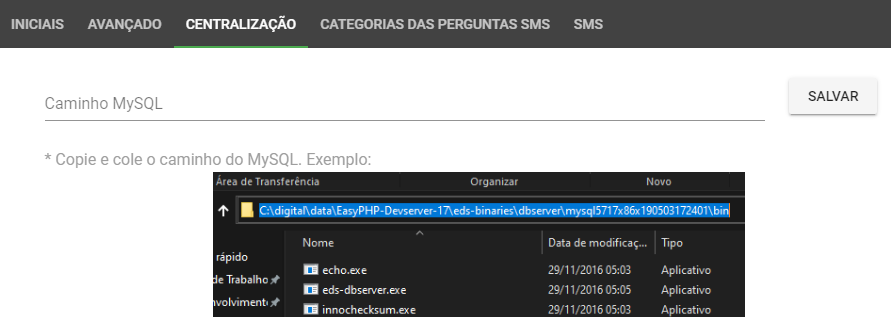 INICIAIS AVANÇADO CENTRALIZAÇÃO CATEGORIAS DAS PERGUNTAS SMS SMS
Caminho MySQL
SALVAR
* Copie e cole o caminho do MySQL. Exemplo:
Área de Transferência Organizar Novo
C:\digital\data\EasyPHP-Devserver-17\eds-binaries\dbserver\mysql5717x86x190503172401\bin
Nome Data de modificaç... Tipo
rápido
echo.exe 29/11/2016 05:03 Aplicativo
de Trabalho
eds-dbserver.exe 29/11/2016 05:05 Aplicativo
nvolvimento
innochecksum.exe 29/11/2016 05:03 Aplicativo